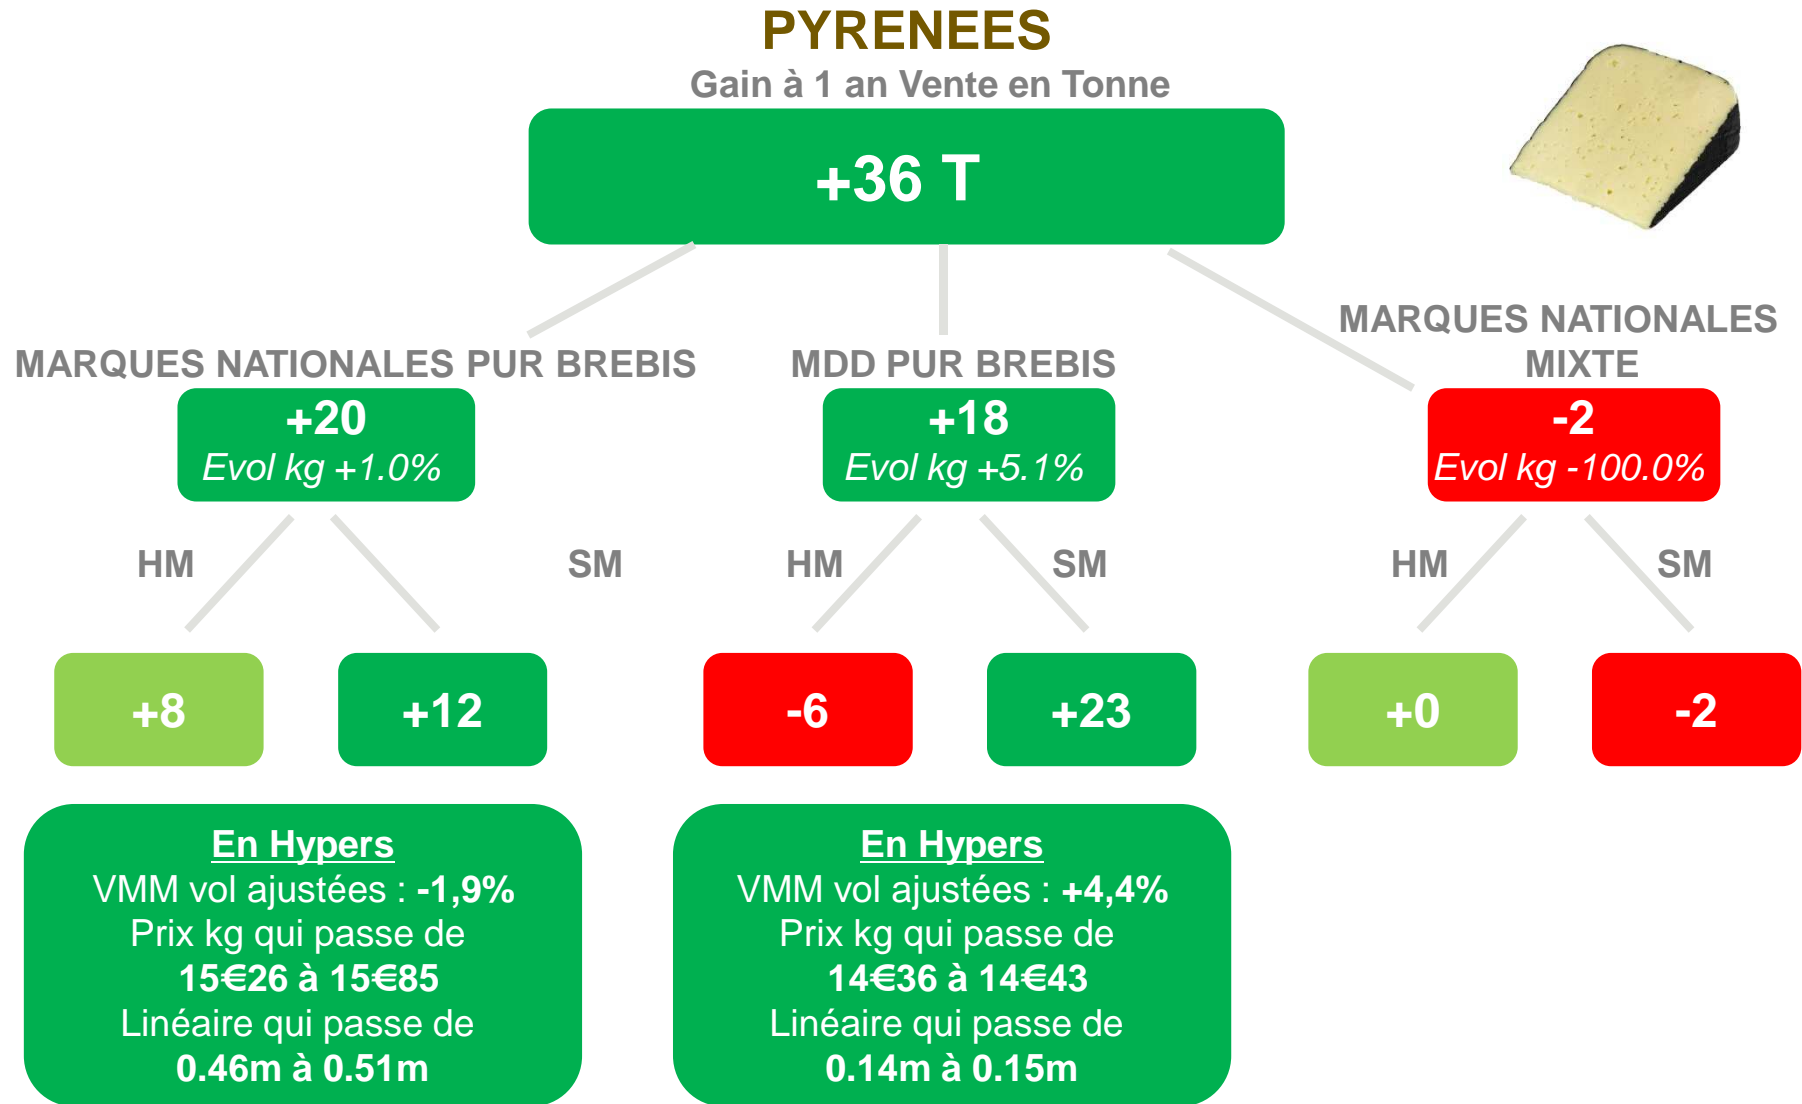 PYRENEES
Gain à 1 an Vente en Tonne
+36 T
MARQUES NATIONALES PUR BREBIS
+20
Evol kg +1.0%
MDD PUR BREBIS
+18
Evol kg +5.1%
MARQUES NATIONALES
MIXTE
-2
Evol kg -100.0%
HM
SM
HM
SM
HM
SM
+8
+12
-6
+23
+0
-2
En Hypers
VMM vol ajustées : -1,9%
Prix kg qui passe de
15€26 à 15€85
Linéaire qui passe de
0.46m à 0.51m
En Hypers
VMM vol ajustées : +4,4%
Prix kg qui passe de
14€36 à 14€43
Linéaire qui passe de
0.14m à 0.15m